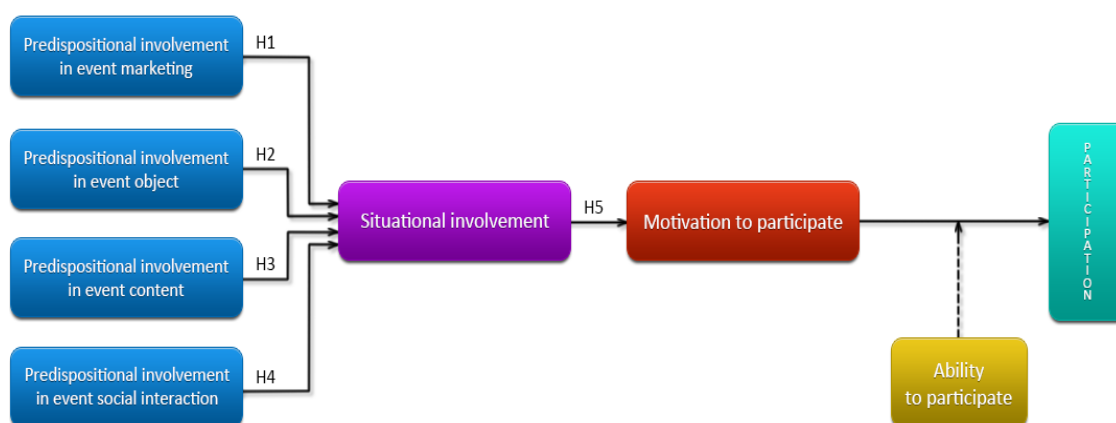 Predispositional involvement
in event marketing
H1
Predispositional involvement
in event object
H2
Predispositional involvement
in event content
H3
Predispositional involvement
in event social interaction
H4
Situational involvement
H5
Motivation to participate
Ability
to participate
PARTICIPATION